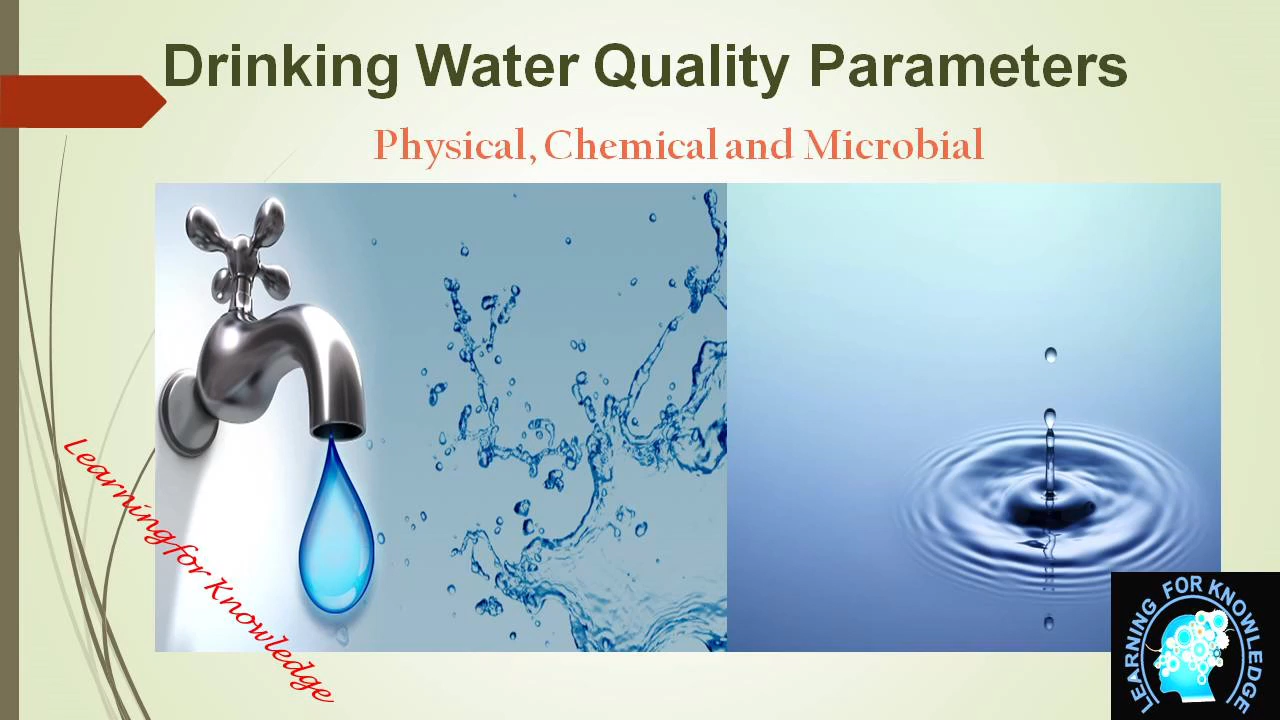 Drinking Water Quality Parameters
Physical, Chemical and Microbial
Learning for Knowledge
LEARNING FOR KNOWLEDGE